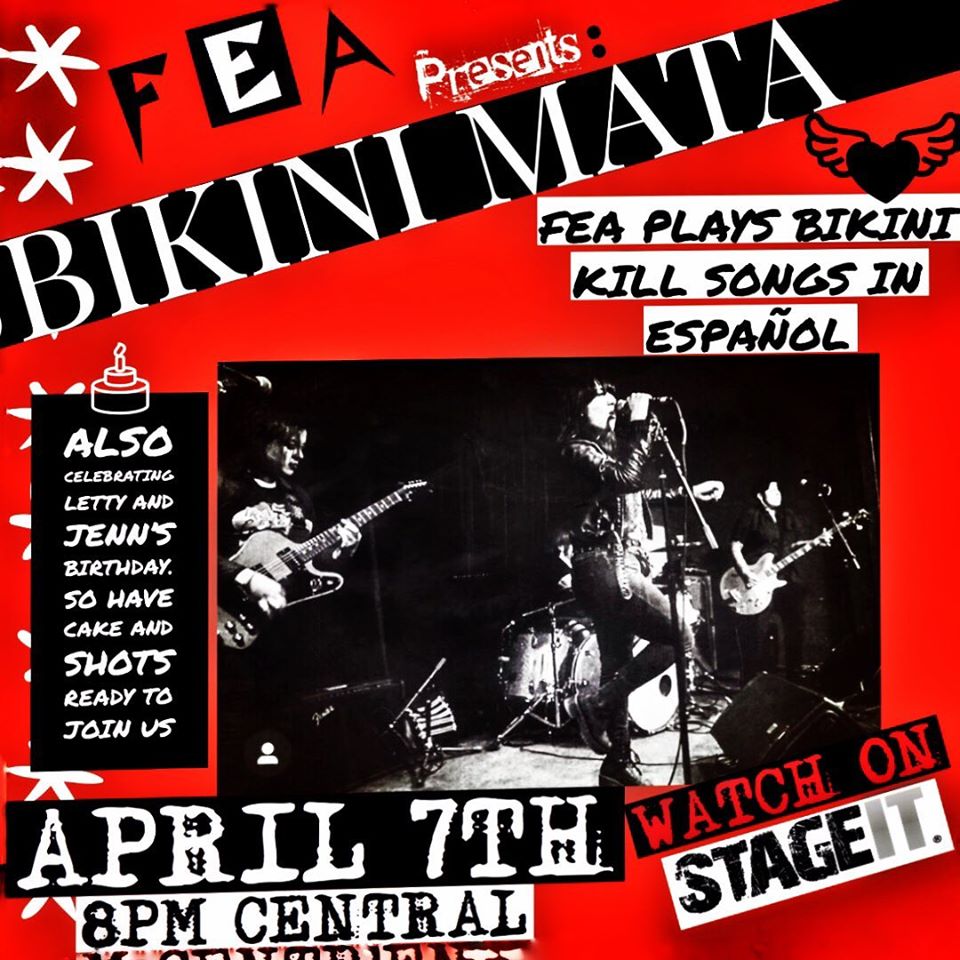 FEA Presents:
BIKINI MATA
FEA PLAYS BIKINI
KILL SONGS IN
ESPAÑOL
ALSO
CELEBRATING
LETTY AND
JENN'S
BIRTHDAY.
SO HAVE
CAKE AND
SHOTS
READY TO
JOIN US
Fender
APRIL 7TH
8PM CENTRAL
WATCH ON
STAGEIT.